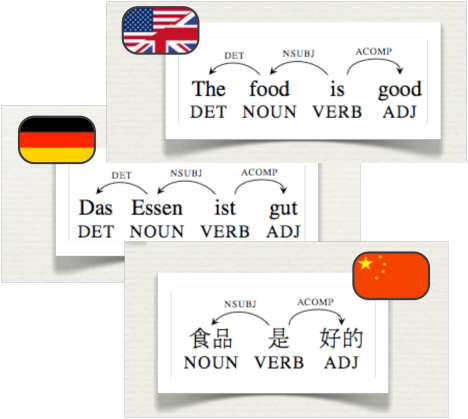 DET NSUBJ ACOMP
The food is good
DET NOUN VERB ADJ
DET NSUBJ ACOMP
Das Essen ist gut
DET NOUN VERB ADJ
NSUBJ ACOMP
食品 是 好的
NOUN VERB ADJ